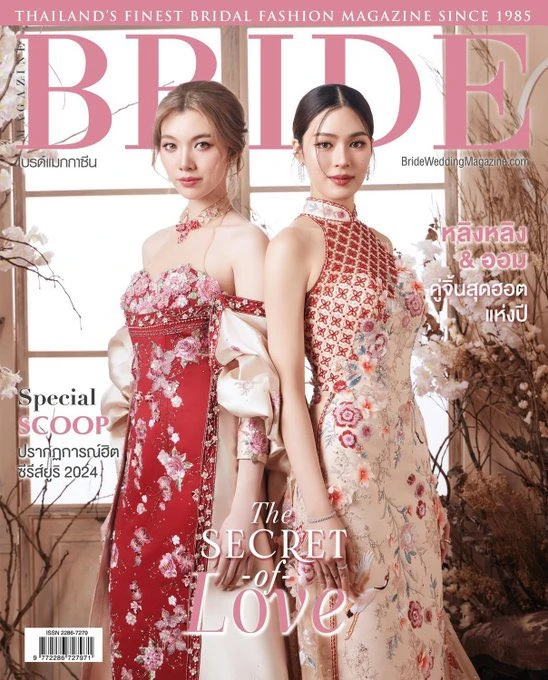 THAILAND'S FINEST BRIDAL FASHION MAGAZINE SINCE 1985
BRIDE
MAGAZINE
ไบรด์แมกกาซีน
BrideWeddingMagazine.com
หลิงหลิง
& ออม
คู่จิ้นสุดฮอต
แห่งปี
Special
SCOOP
ปรากฏการณ์ฮิต
ซีรีส์ยูริ 2024
The
SECRET
-of-
Love
ISSN 2286-7279
9 772286 727971